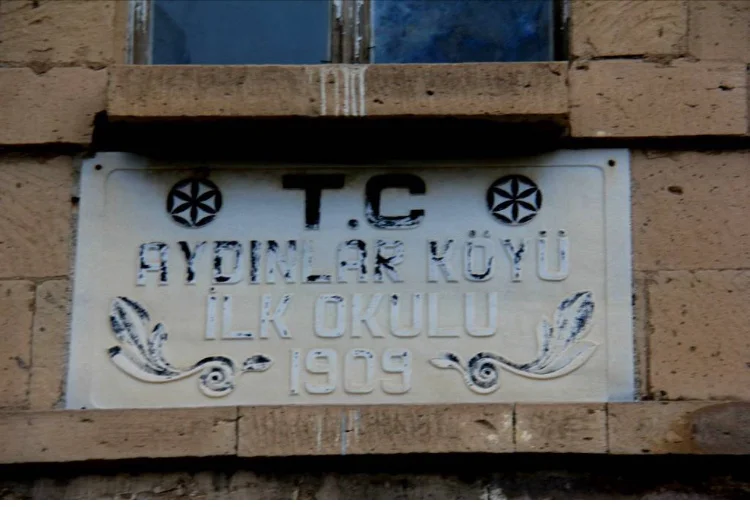 T.C
AYDINLAR KÖYÜ
İLK OKULU
1909